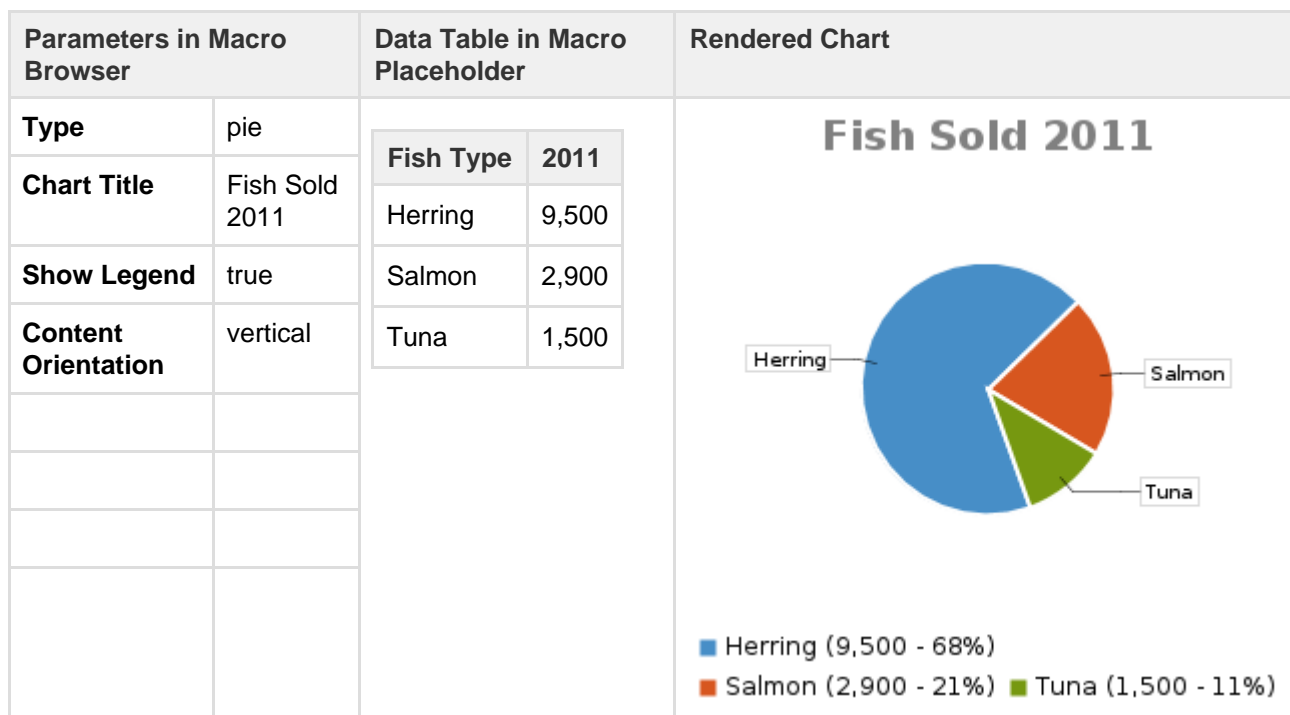 Parameters in Macro
Browser
Data Table in Macro
Placeholder
Rendered Chart
Type
pie
Chart Title
Fish Sold
2011
Show Legend
true
Content
Orientation
vertical
Fish Type
2011
Herring
9,500
Salmon
2,900
Tuna
1,500
Fish Sold 2011
Herring
Salmon
Tuna
Herring (9,500 - 68%)
Salmon (2,900 - 21%) Tuna (1,500 - 11%)